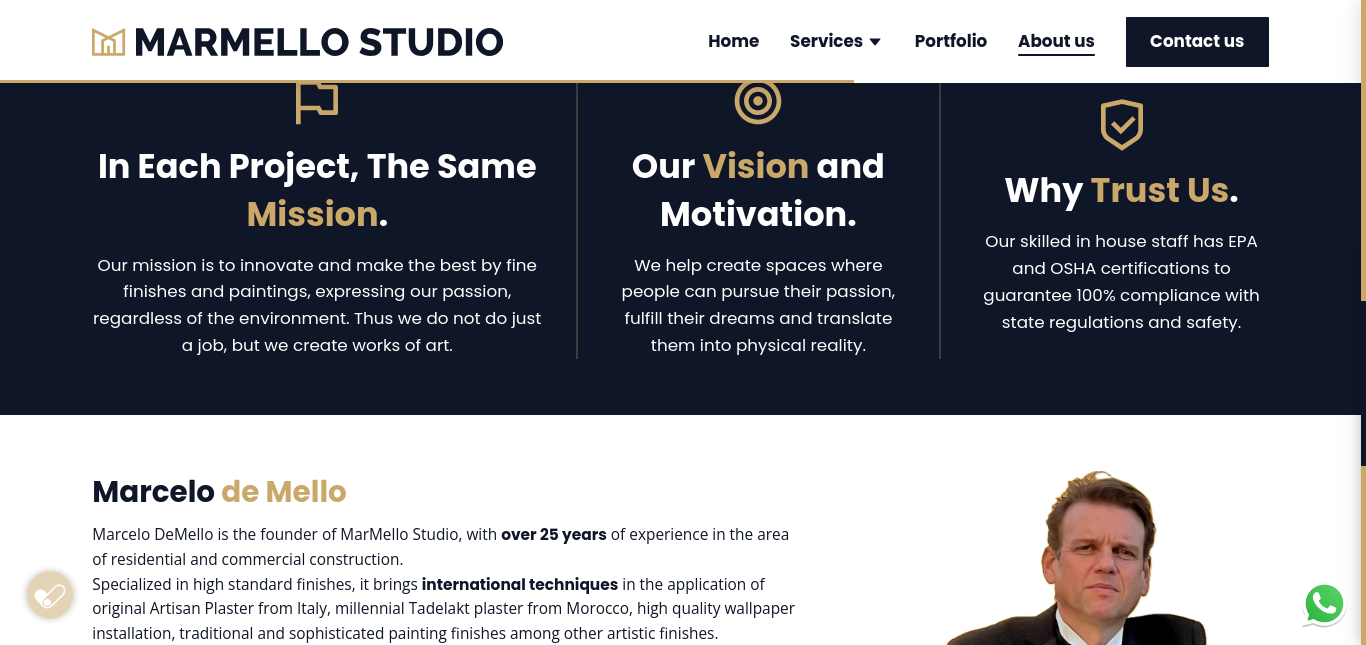 MARMELLO STUDIO
Home
Services
Portfolio
About us
Contact us
In Each Project, The Same
Mission.
Our mission is to innovate and make the best by fine
finishes and paintings, expressing our passion,
regardless of the environment. Thus we do not do just
a job, but we create works of art.
Our Vision and
Motivation.
We help create spaces where
people can pursue their passion,
fulfill their dreams and translate
them into physical reality.
Why Trust Us.
Our skilled in house staff has EPA
and OSHA certifications to
guarantee 100% compliance with
state regulations and safety.
Marcelo de Mello
Marcelo DeMello is the founder of MarMello Studio, with over 25 years of experience in the area
of residential and commercial construction.
Specialized in high standard finishes, it brings international techniques in the application of
original Artisan Plaster from Italy, millennial Tadelakt plaster from Morocco, high quality wallpaper
installation, traditional and sophisticated painting finishes among other artistic finishes.